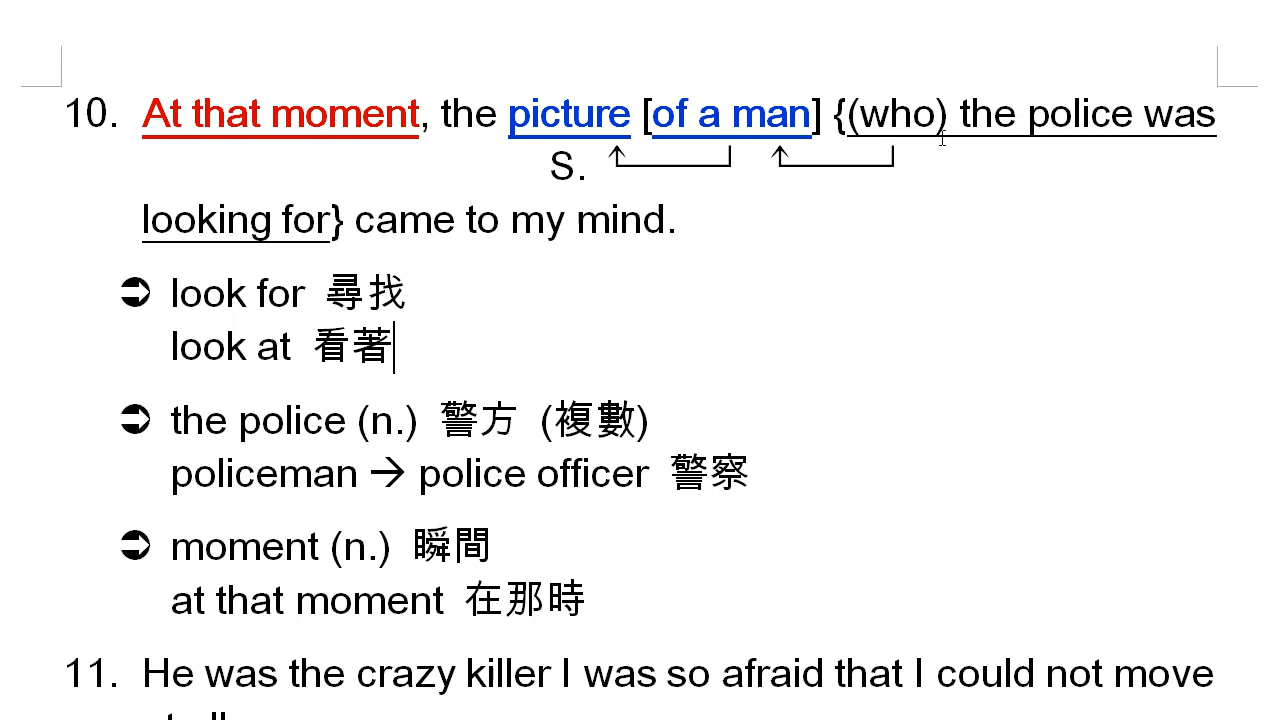 10. At that moment, the picture [of a man] {(who) the police was
S.
looking for} came to my mind.
➲ look for 尋找
look at 看著
➲ the police (n.) 警方 (複數)
policeman → police officer 警察
➲ moment (n.) 瞬間
at that moment 在那時
11. He was the crazy killer I was so afraid that I could not move